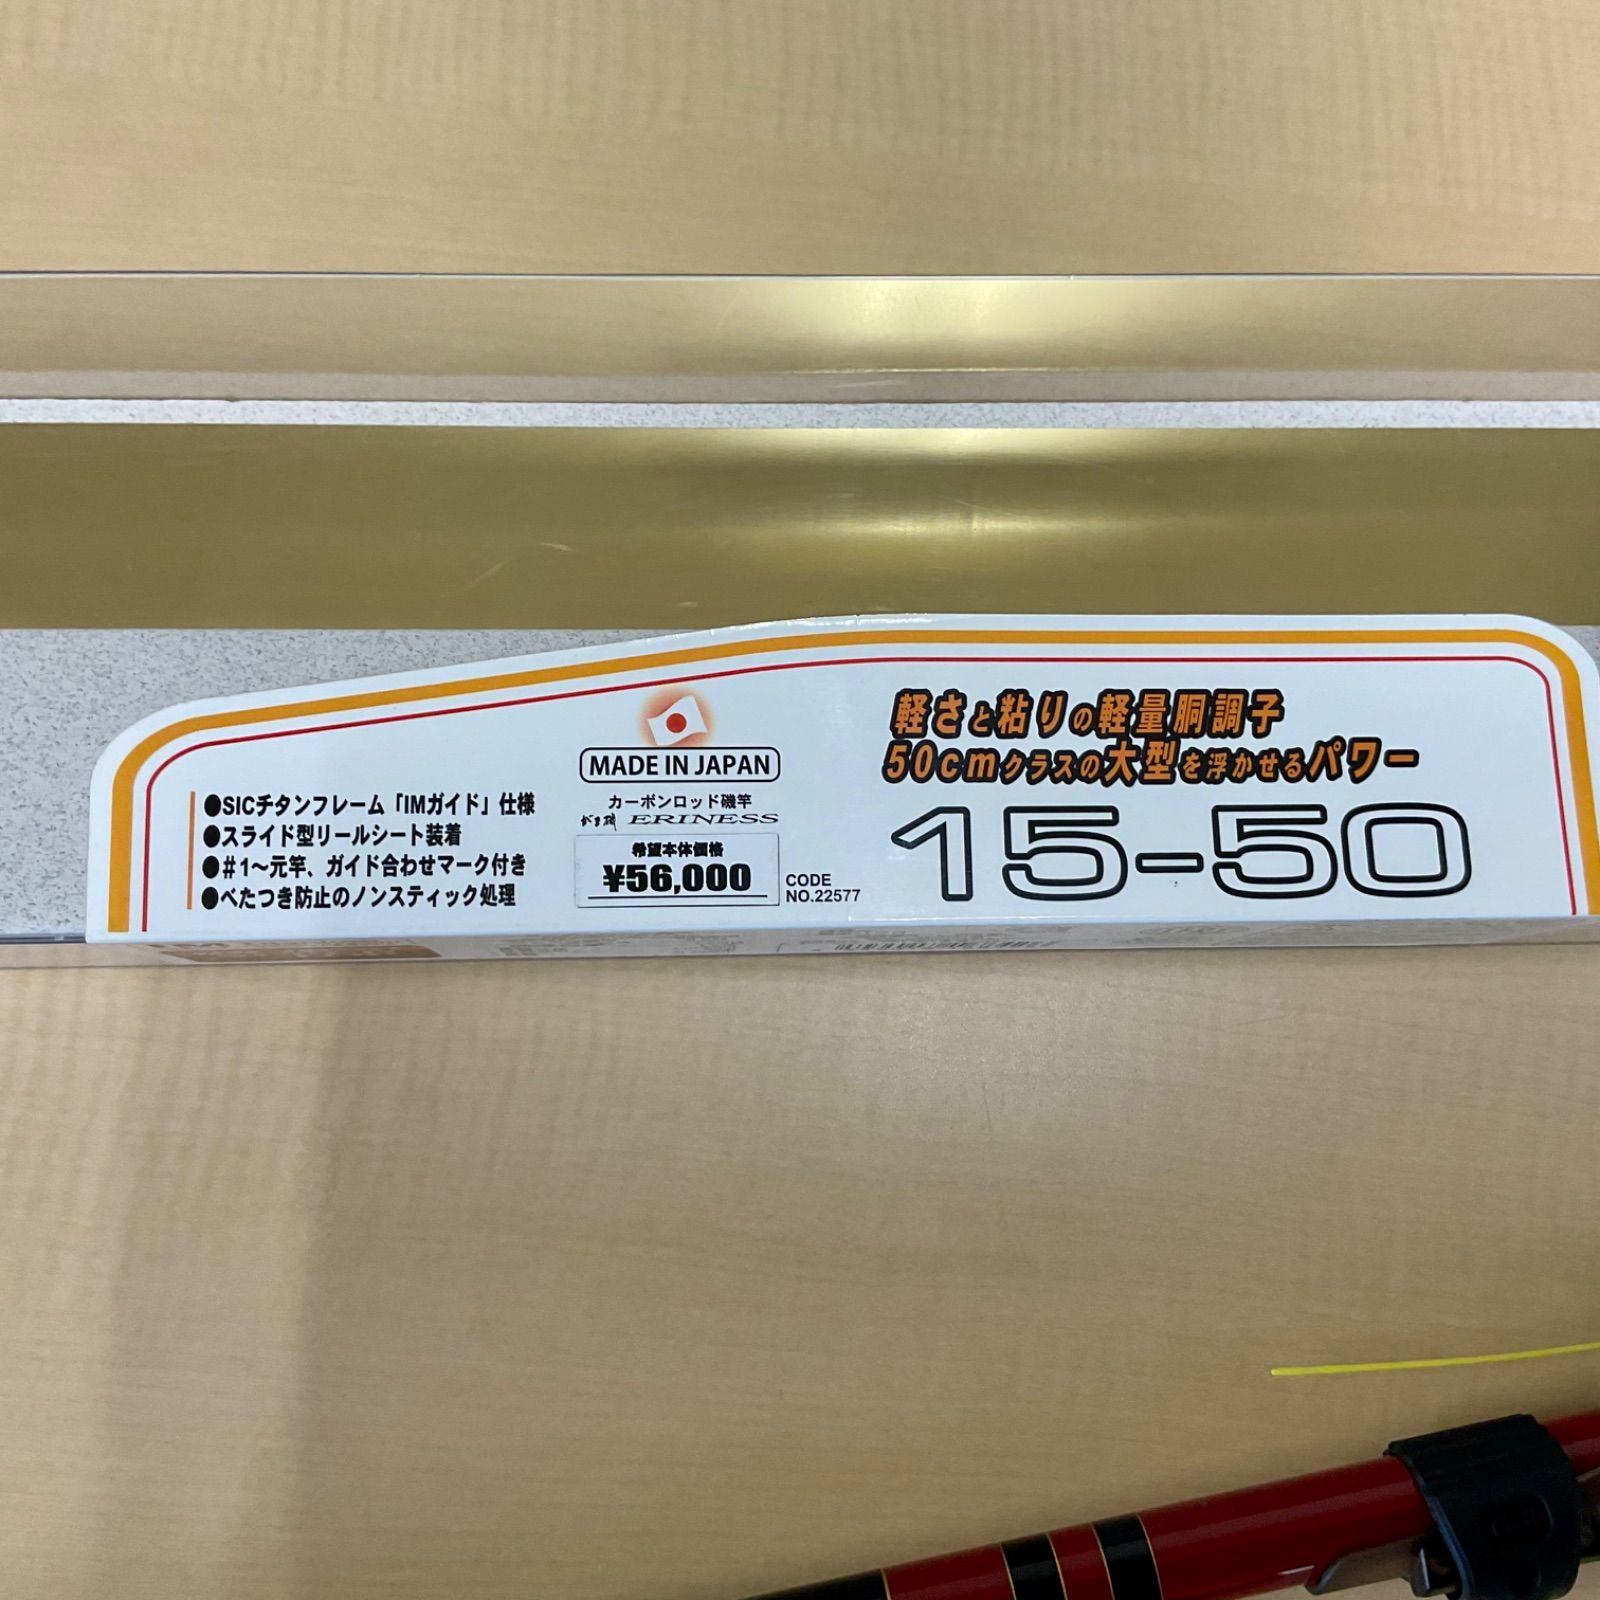 ●SICチタンフレーム「IMガイド」仕様
●スライド型リールシート装着
●＃1〜元竿、ガイド合わせマーク付き
●べたつき防止のノンスティック処理
MADE IN JAPAN
カーボンロッド磯竿
がま磯 ERINESS
希望本体価格
¥56,000
CODE
NO.22577
軽さと粘りの軽量胴調子
50cmクラスの大型を浮かせるパワー
15-50